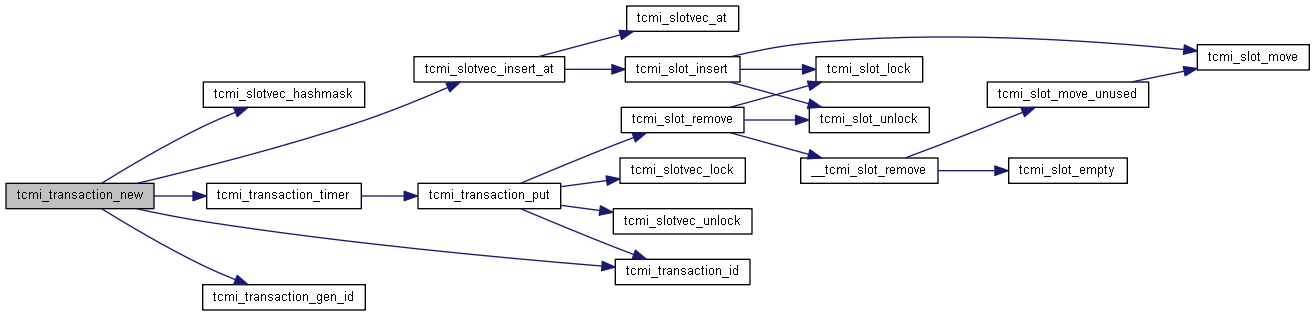 tcmi_slotvec_at
tcmi_slotvec_insert_at
tcmi_slot_insert
tcmi_slot_lock
tcmi_slot_move
tcmi_slotvec_hashmask
tcmi_slot_move_unused
tcmi_slot_remove
tcmi_slot_unlock
tcmi_slotvec_lock
__tcmi_slot_remove
tcmi_slot_empty
tcmi_transaction_new
tcmi_transaction_timer
tcmi_transaction_put
tcmi_slotvec_unlock
tcmi_transaction_id
tcmi_transaction_gen_id